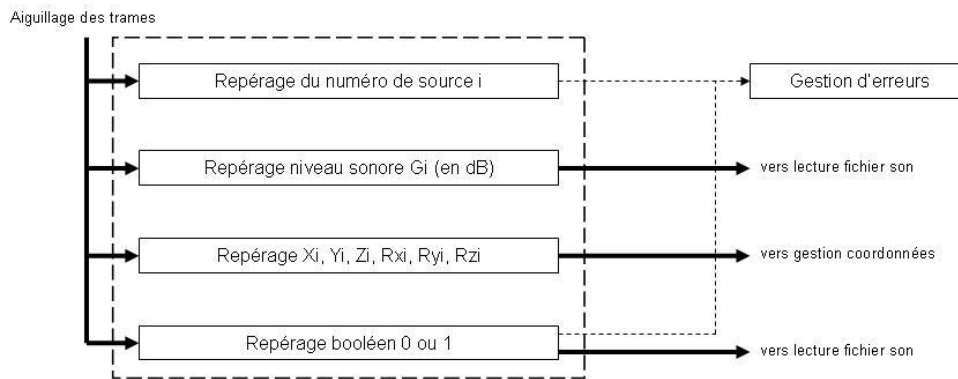 Aiguillage des trames
Repérage du numéro de source i
Gestion d'erreurs
Repérage niveau sonore Gi (en dB)
vers lecture fichier son
Repérage Xi, Yi, Zi, Rxi, Ryi, Rzi
vers gestion coordonnées
Repérage booléen 0 ou 1
vers lecture fichier son